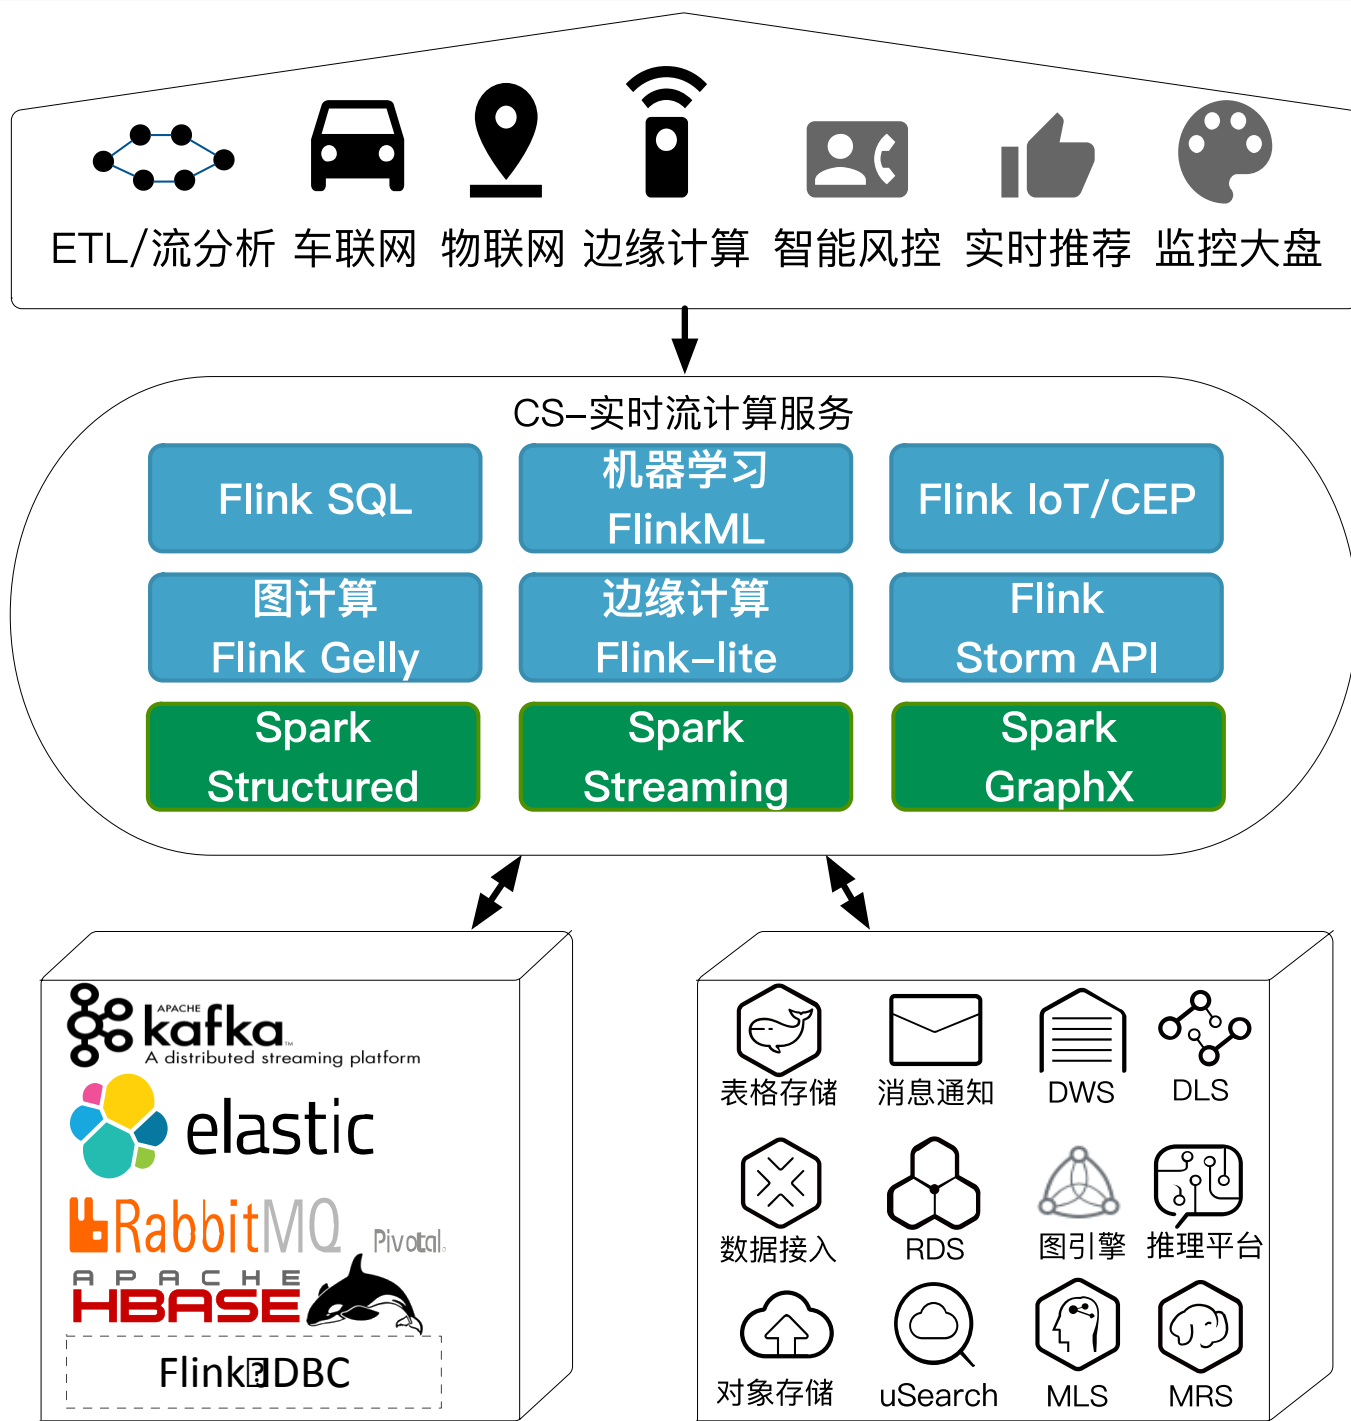 ETL/流分析 车联网 物联网 边缘计算 智能风控 实时推荐 监控大盘
CS-实时流计算服务
Flink SQL
机器学习
FlinkML
Flink IoT/CEP
图计算
Flink Gelly
边缘计算
Flink-lite
Flink
Storm API
Spark
Structured
Spark
Streaming
Spark
GraphX
APACHE
kafka
A distributed streaming platform
elastic
RabbitMQ Pivotal
APACHE
HBASE
Flink DBC
表格存储 消息通知 DWS DLS
数据接入 RDS 图引擎 推理平台
对象存储 uSearch MLS MRS